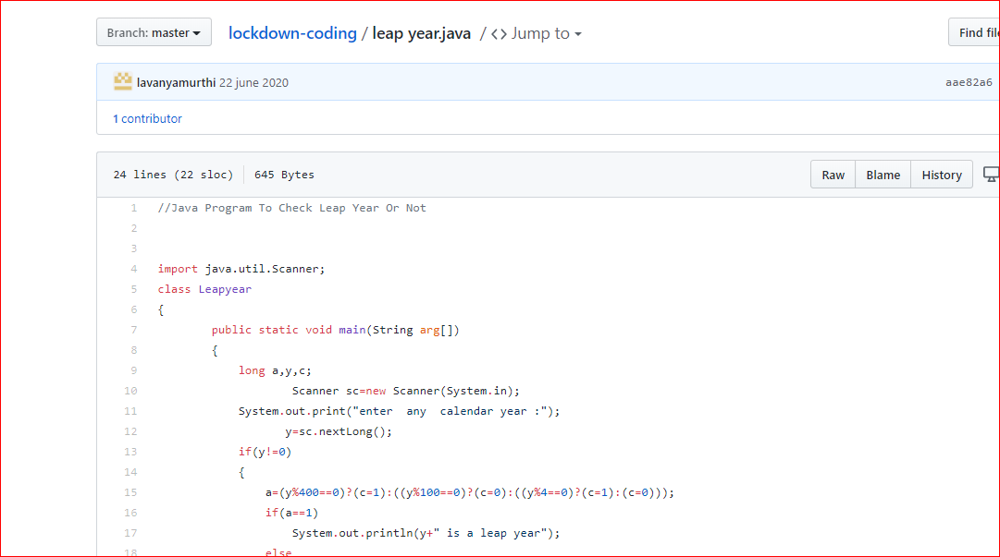 Branch: master lockdown-coding / leap year.java / <> Jump to Find file
lavanyamurthi 22 june 2020 aae82a6
1 contributor
24 lines (22 sloc) 645 Bytes Raw Blame History
1 //Java Program To Check Leap Year Or Not
2
3
4 import java.util.Scanner;
5 class Leapyear
6 {
7 public static void main(String arg[])
8 {
9 long a,y,c;
10 Scanner sc=new Scanner(System.in);
11 System.out.print("enter  any  calendar year :");
12 y=sc.nextLong();
13 if(y!=0)
14 {
15 a=(y%400==0)?(c=1):((y%100==0)?(c=0):((y%4==0)?(c=1):(c=0)));
16 if(a==1)
17 System.out.println(y+" is a leap year");
18 else